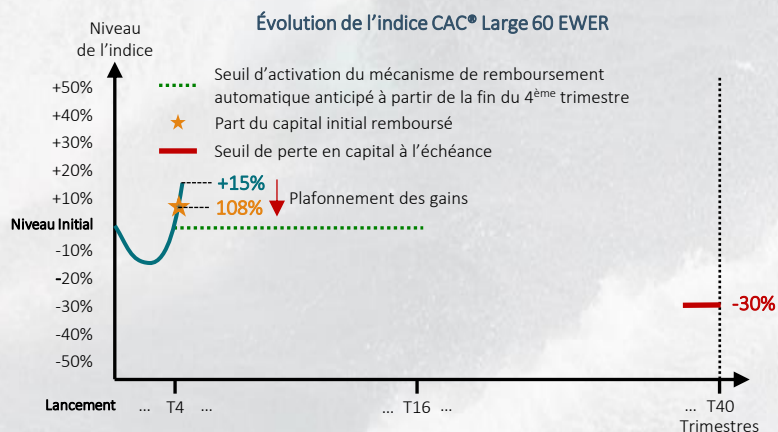 Évolution de l'indice CAC® Large 60 EWER
Niveau
de l'indice
Seuil d'activation du mécanisme de remboursement
automatique anticipé à partir de la fin du 4ème trimestre
Part du capital initial remboursé
Seuil de perte en capital à l'échéance
+50%
+40%
+30%
+20%
+10%
Niveau Initial
-10%
-20%
-30%
-40%
-50%
+15%
108%
Plafonnement des gains
-30%
Lancement ... T4 ... ... T16 ... ... T40
Trimestres